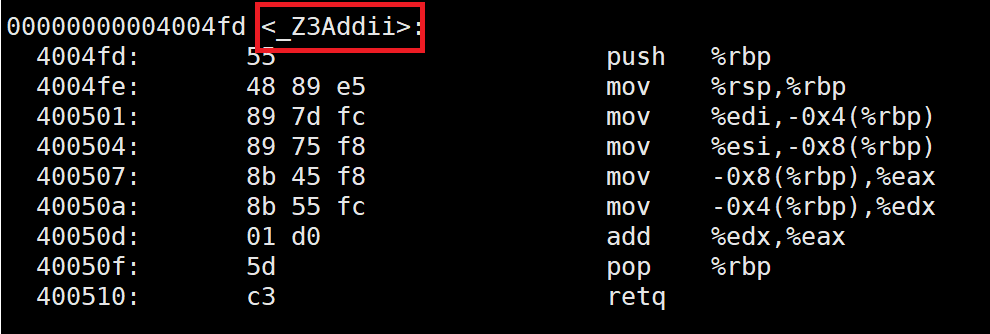 00000000004004fd <_Z3Addii>:
4004fd: 55 push %rbp
4004fe: 48 89 e5 mov %rsp,%rbp
400501: 89 7d fc mov %edi,-0x4(%rbp)
400504: 89 75 f8 mov %esi,-0x8(%rbp)
400507: 8b 45 f8 mov -0x8(%rbp),%eax
40050a: 8b 55 fc mov -0x4(%rbp),%edx
40050d: 01 d0 add %edx,%eax
40050f: 5d pop %rbp
400510: c3 retq